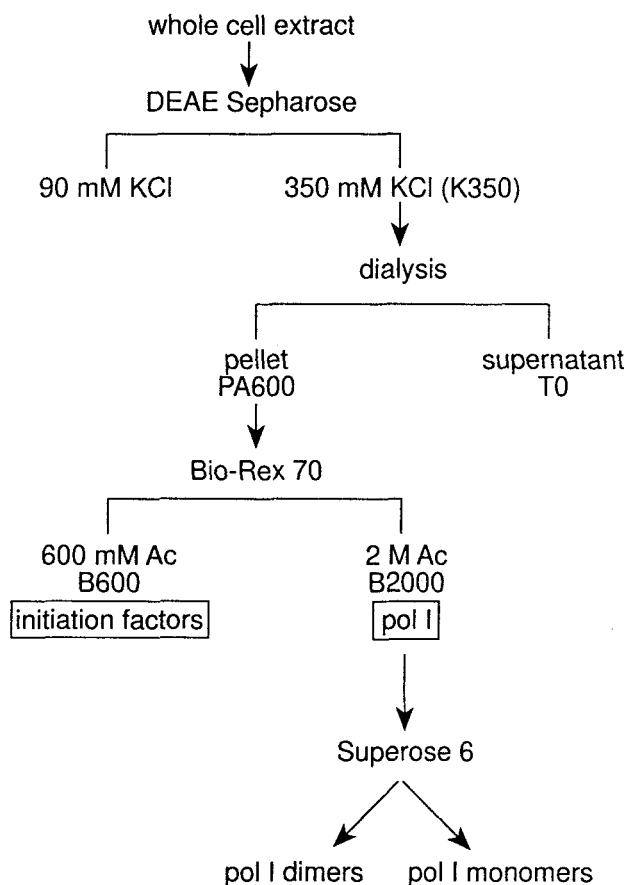 whole cell extract
DEAE Sepharose
90 mM KCl
350 mM KCl (K350)
dialysis
pellet
PA600
supernatant
T0
Bio-Rex 70
600 mM Ac
B600
initiation factors
2 M Ac
B2000
pol I
Superose 6
pol I dimers
pol I monomers